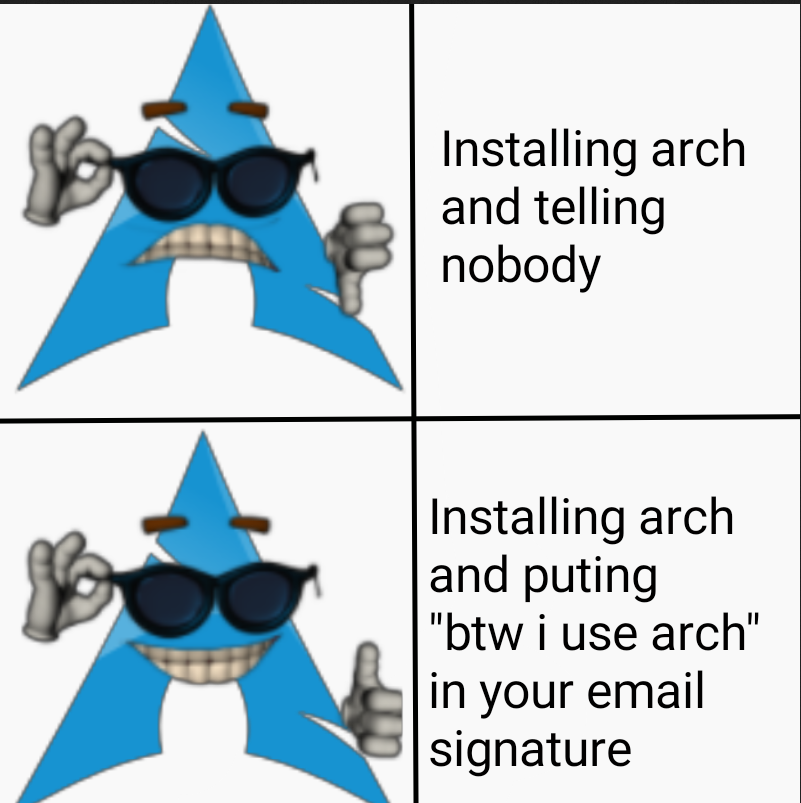 Installing arch
and telling
nobody
Installing arch
and puting
"btw i use arch"
in your email
signature